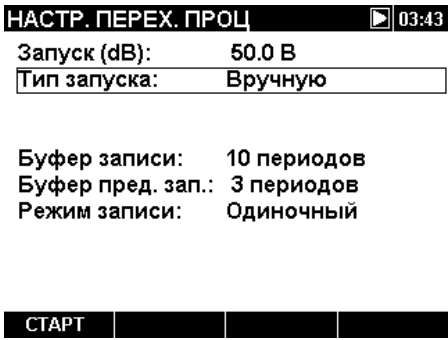 НАСТР. ПЕРЕХ. ПРОЦ 03:43
Запуск (dB): 50.0 В
Тип запуска: Вручную
Буфер записи: 10 периодов
Буфер пред. зап.: 3 периодов
Режим записи: Одиночный
СТАРТ